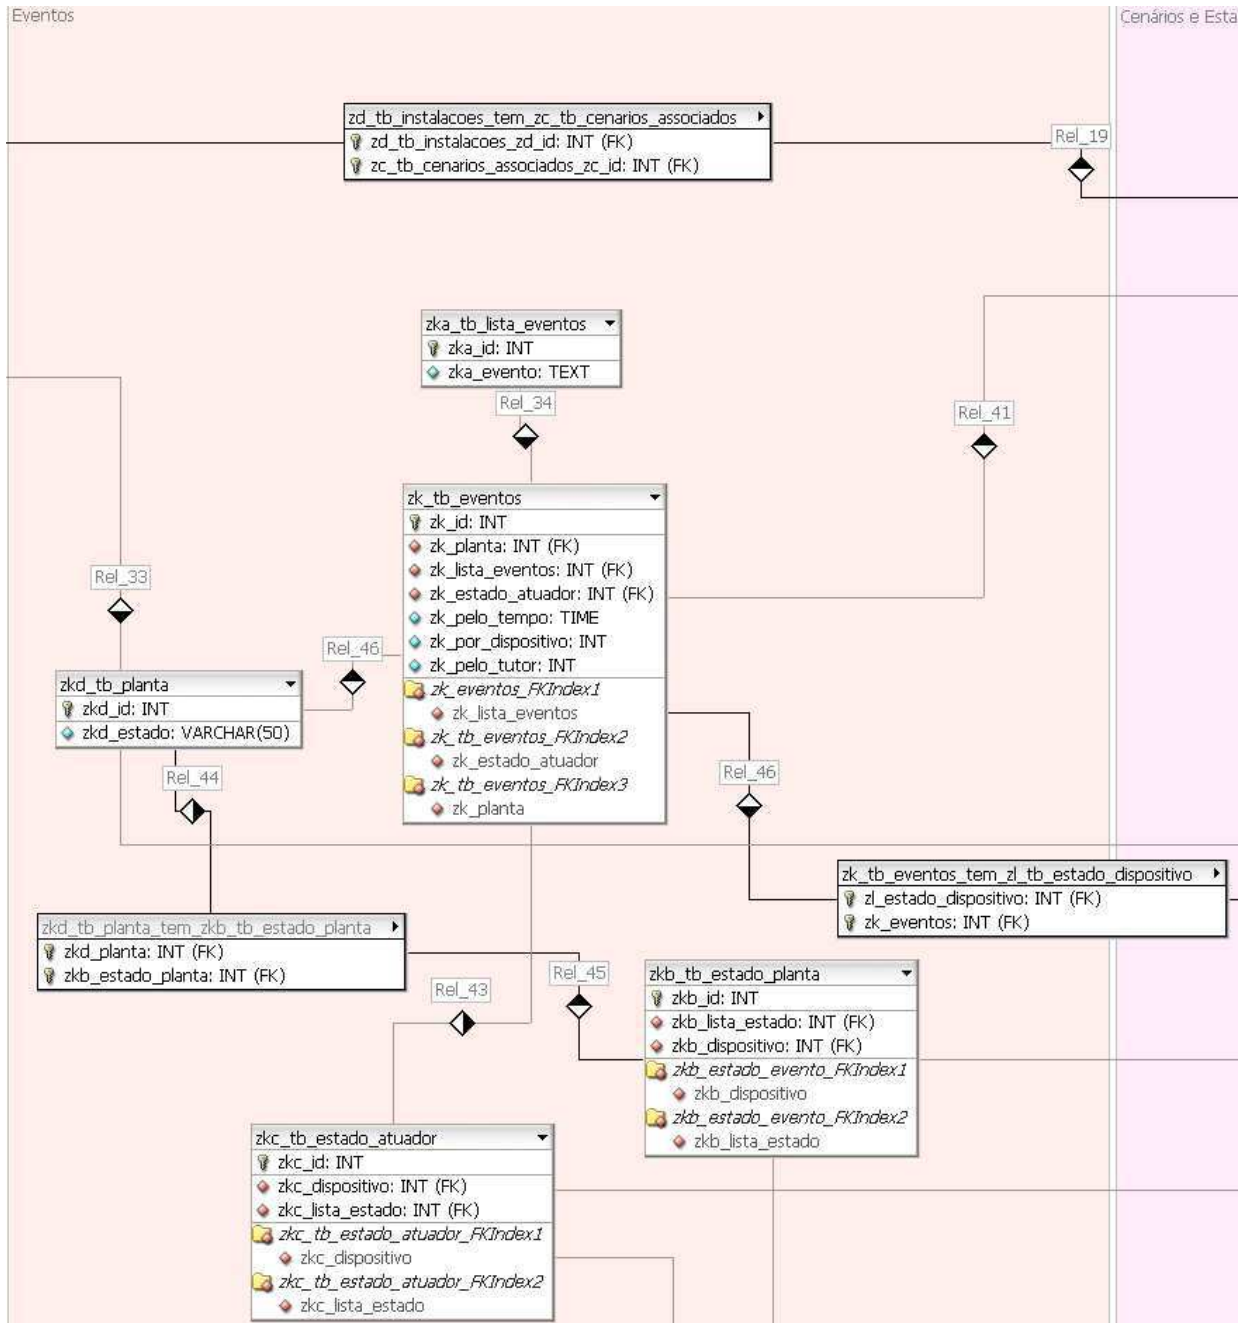 Eventos
Cenários e Esta
zd_tb_instalacoes_tem_zc_tb_cenarios_associados
zd_tb_instalacoes_zd_id: INT (FK)
zc_tb_cenarios_associados_zc_id: INT (FK)
Rel_19
zka_tb_lista_eventos
zka_id: INT
zka_evento: TEXT
Rel_34
Rel_41
zk_tb_eventos
zk_id: INT
zk_planta: INT (FK)
zk_lista_eventos: INT (FK)
zk_estado_atuador: INT (FK)
zk_pelo_tempo: TIME
zk_por_dispositivo: INT
zk_pelo_tutor: INT
zk_eventos_FKIndex1
zk_lista_eventos
zk_tb_eventos_FKIndex2
zk_estado_atuador
zk_tb_eventos_FKIndex3
zk_planta
Rel_33
Rel_46
zkd_tb_planta
zkd_id: INT
zkd_estado: VARCHAR(50)
Rel_44
Rel_46
zk_tb_eventos_tem_zl_tb_estado_dispositivo
zl_estado_dispositivo: INT (FK)
zk_eventos: INT (FK)
zkd_tb_planta_tem_zkb_tb_estado_planta
zkd_planta: INT (FK)
zkb_estado_planta: INT (FK)
Rel_43
Rel_45
zkb_tb_estado_planta
zkb_id: INT
zkb_lista_estado: INT (FK)
zkb_dispositivo: INT (FK)
zkb_estado_evento_FKIndex1
zkb_dispositivo
zkb_estado_evento_FKIndex2
zkb_lista_estado
zkc_tb_estado_atuador
zkc_id: INT
zkc_dispositivo: INT (FK)
zkc_lista_estado: INT (FK)
zkc_tb_estado_atuador_FKIndex1
zkc_dispositivo
zkc_tb_estado_atuador_FKIndex2
zkc_lista_estado